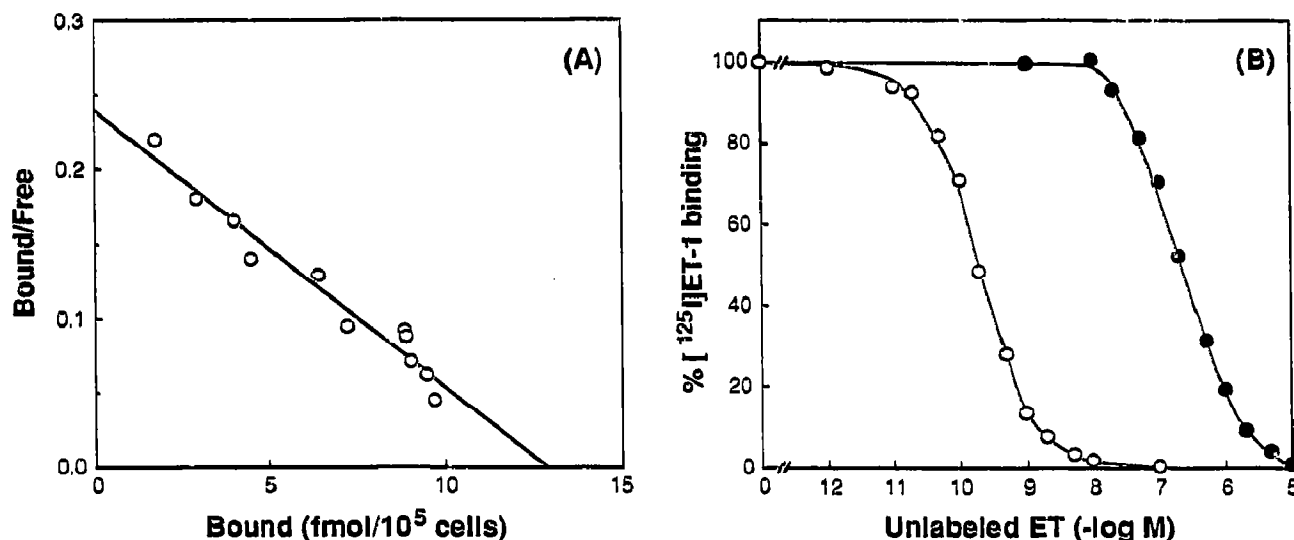 (A)
Bound/Free
0.3
0.2
0.1
0.0
0 5 10 15
Bound (fmol/10⁵ cells)
(B)
% [¹²⁵I]ET-1 binding
100
80
60
40
20
0
0 12 11 10 9 8 7 6 5
Unlabeled ET (-log M)